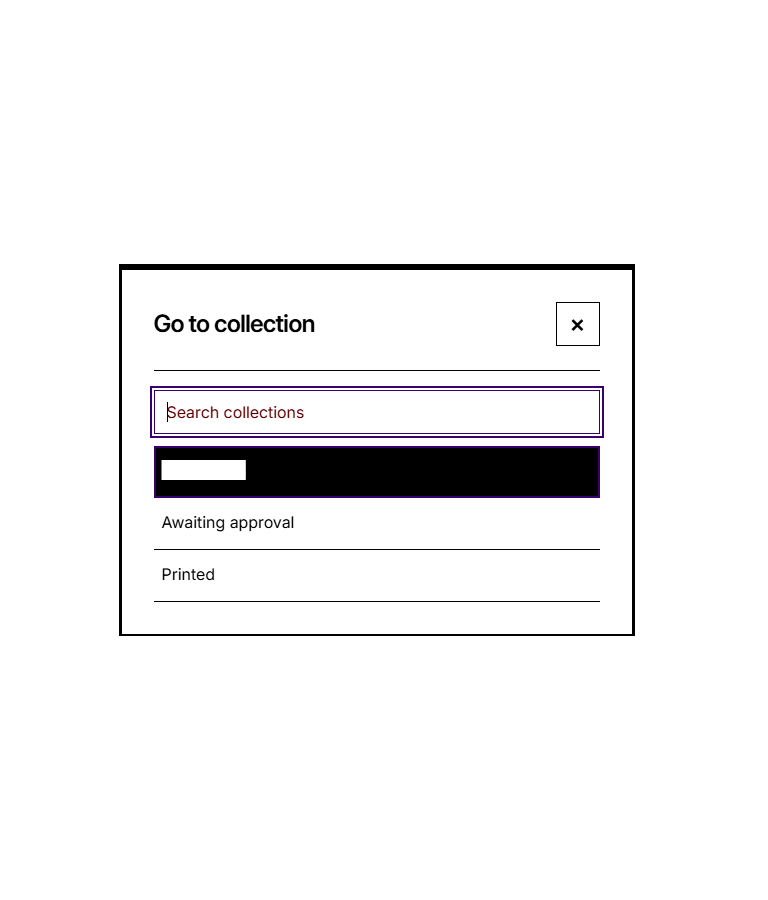 Go to collection
×
Search collections
Awaiting approval
Printed